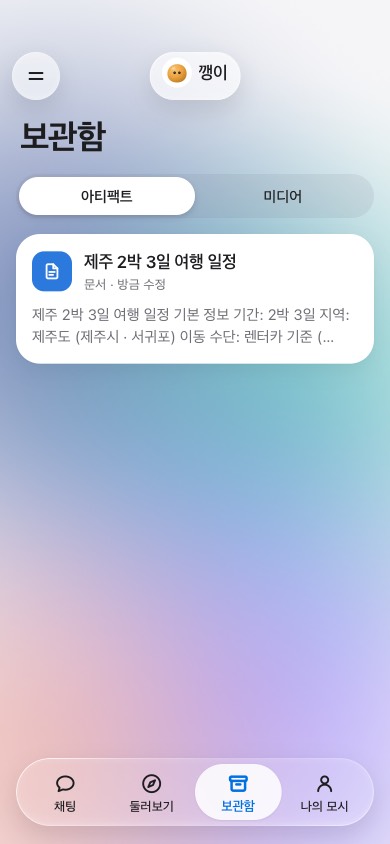 깽이
보관함
아티팩트
미디어
제주 2박 3일 여행 일정
문서 · 방금 수정
제주 2박 3일 여행 일정 기본 정보 기간: 2박 3일 지역:
제주도 (제주시 · 서귀포) 이동 수단: 렌터카 기준 (...
채팅
둘러보기
보관함
나의 모시